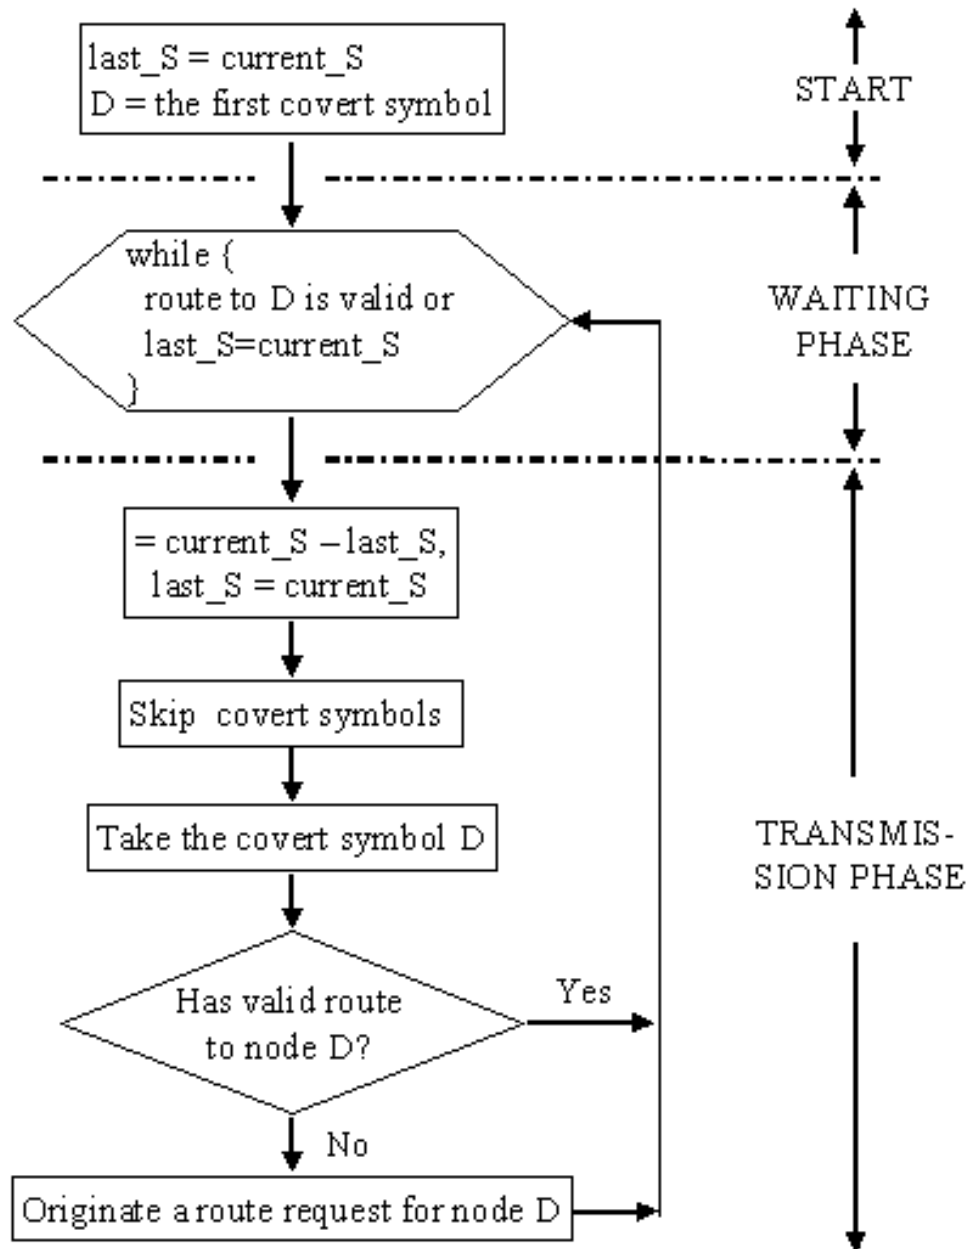 last_S = current_S
D = the first covert symbol
START
while {
route to D is valid or
last_S=current_S
}
WAITING
PHASE
= current_S – last_S,
last_S = current_S
Skip covert symbols
Take the covert symbol D
TRANSMIS-
SION PHASE
Has valid route
to node D?
Yes
No
Originate a route request for node D